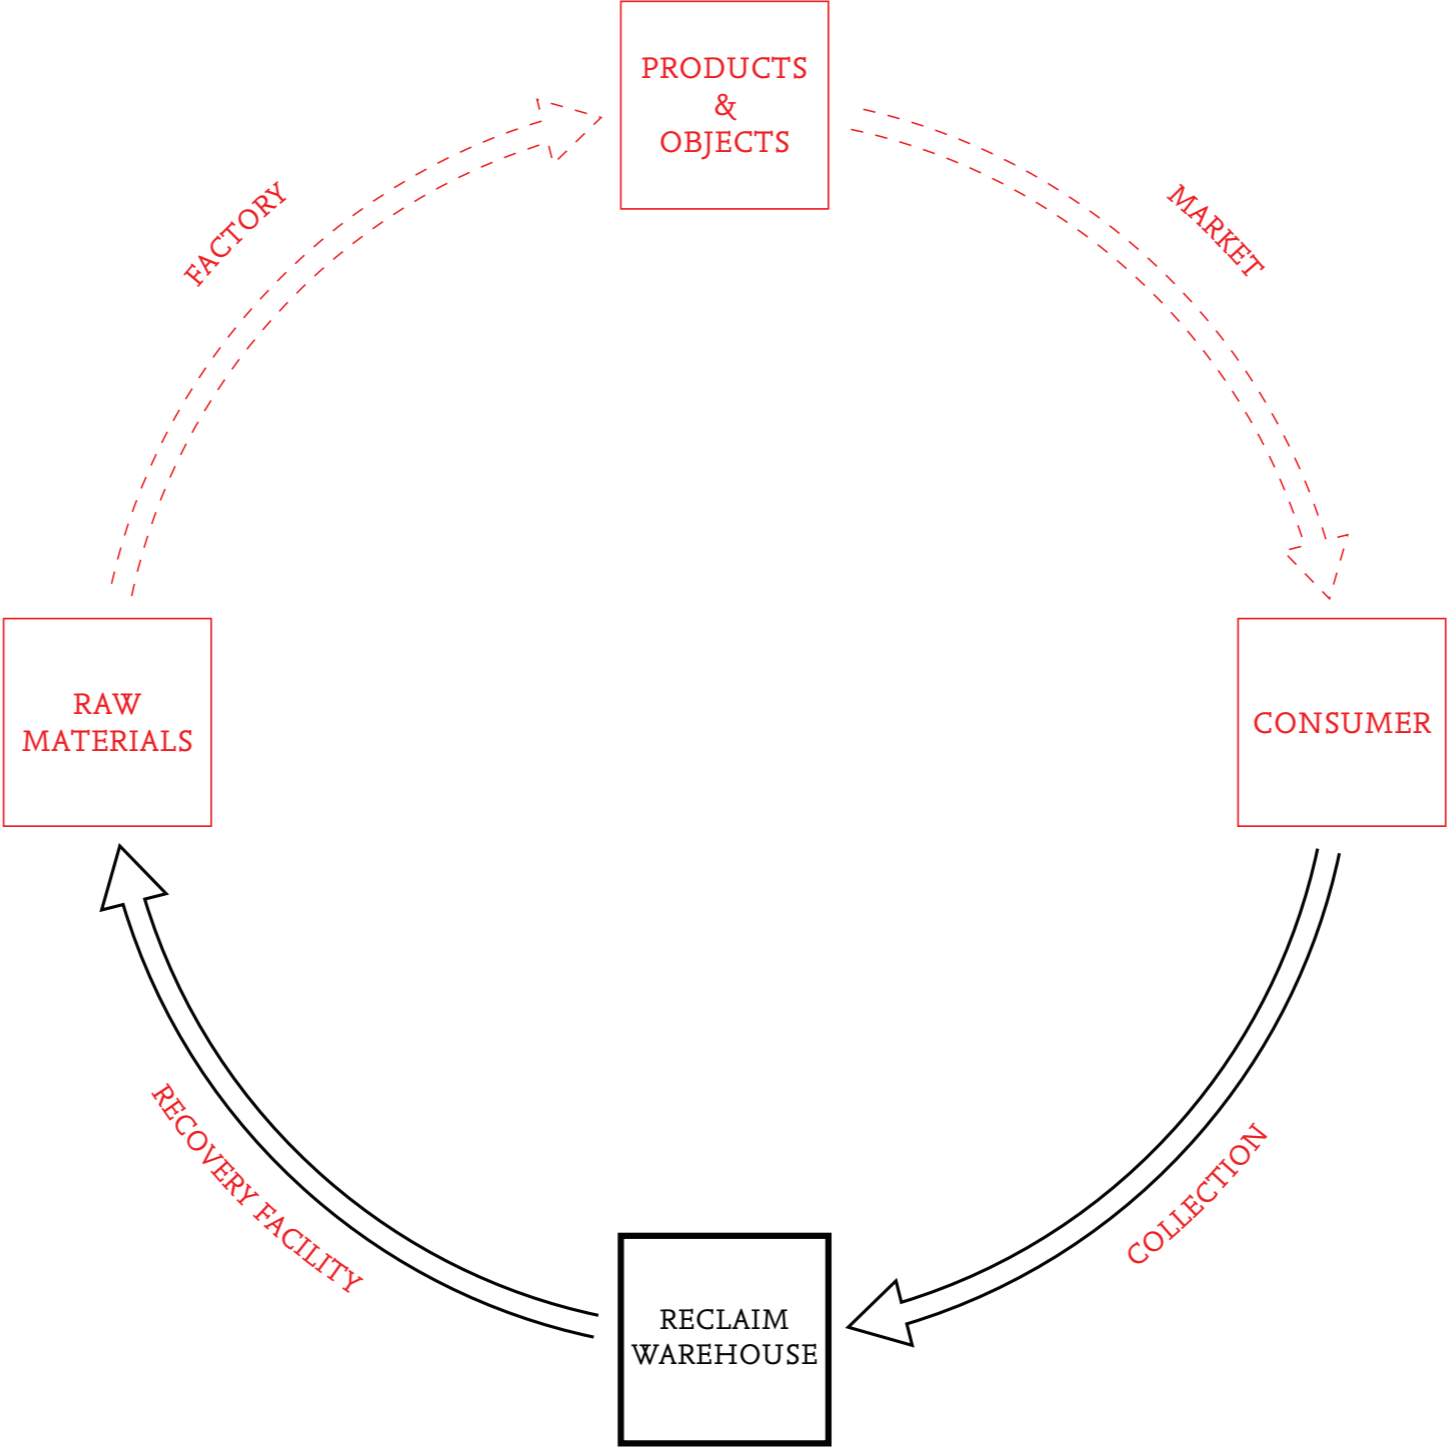 PRODUCTS
&
OBJECTS
FACTORY
MARKET
RAW
MATERIALS
CONSUMER
RECOVERY FACILITY
COLLECTION
RECLAIM
WAREHOUSE